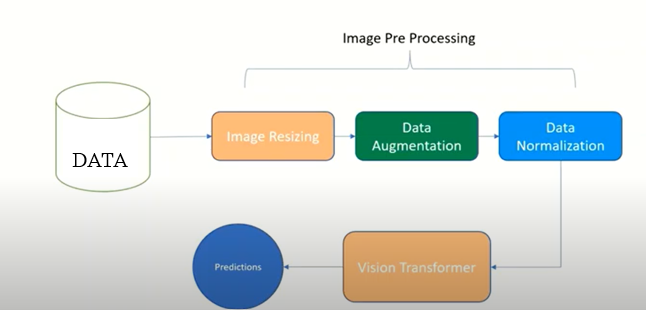 Image Pre Processing
DATA
Image Resizing
Data
Augmentation
Data
Normalization
Predictions
Vision Transformer